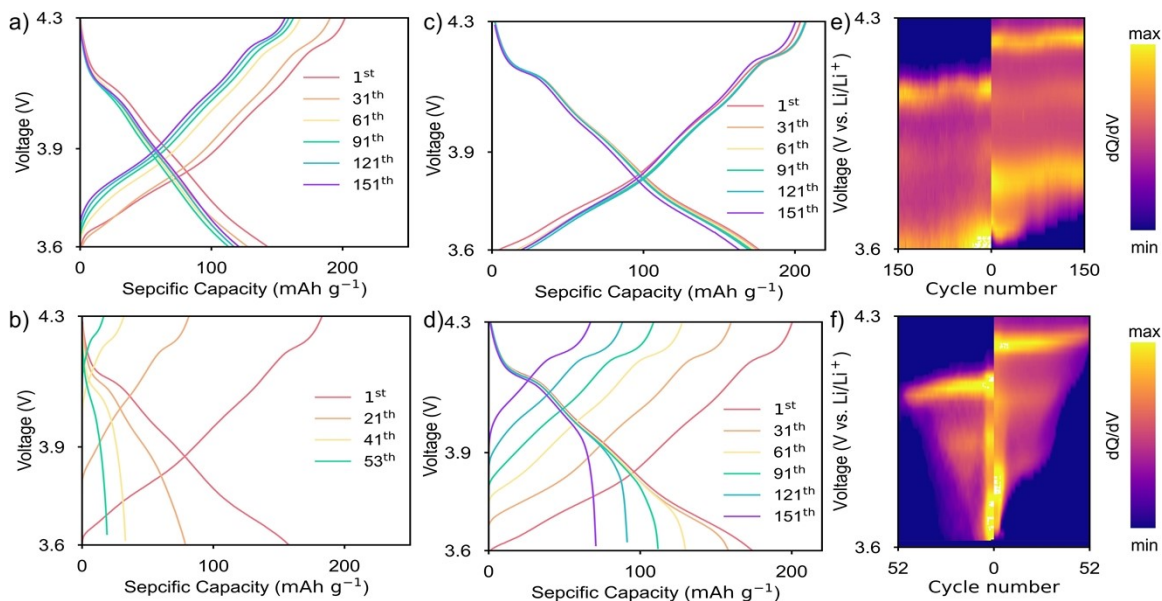 a)
4.3
3.9
3.6
Voltage (V)
1st
31th
61th
91th
121th
151th
0
100
200
Sepcific Capacity (mAh g−1)
c)
4.3
3.9
3.6
Voltage (V)
1st
31th
61th
91th
121th
151th
0
100
200
Sepcific Capacity (mAh g−1)
e)
4.3
3.6
Voltage (V vs. Li/Li+)
150
0
150
Cycle number
max
min
dQ/dV
b)
4.3
3.9
3.6
Voltage (V)
1st
21th
41th
53th
0
100
200
Sepcific Capacity (mAh g−1)
d)
4.3
3.9
3.6
Voltage (V)
1st
31th
61th
91th
121th
151th
0
100
200
Sepcific Capacity (mAh g−1)
f)
4.3
3.6
Voltage (V vs. Li/Li+)
52
0
52
Cycle number
max
min
dQ/dV